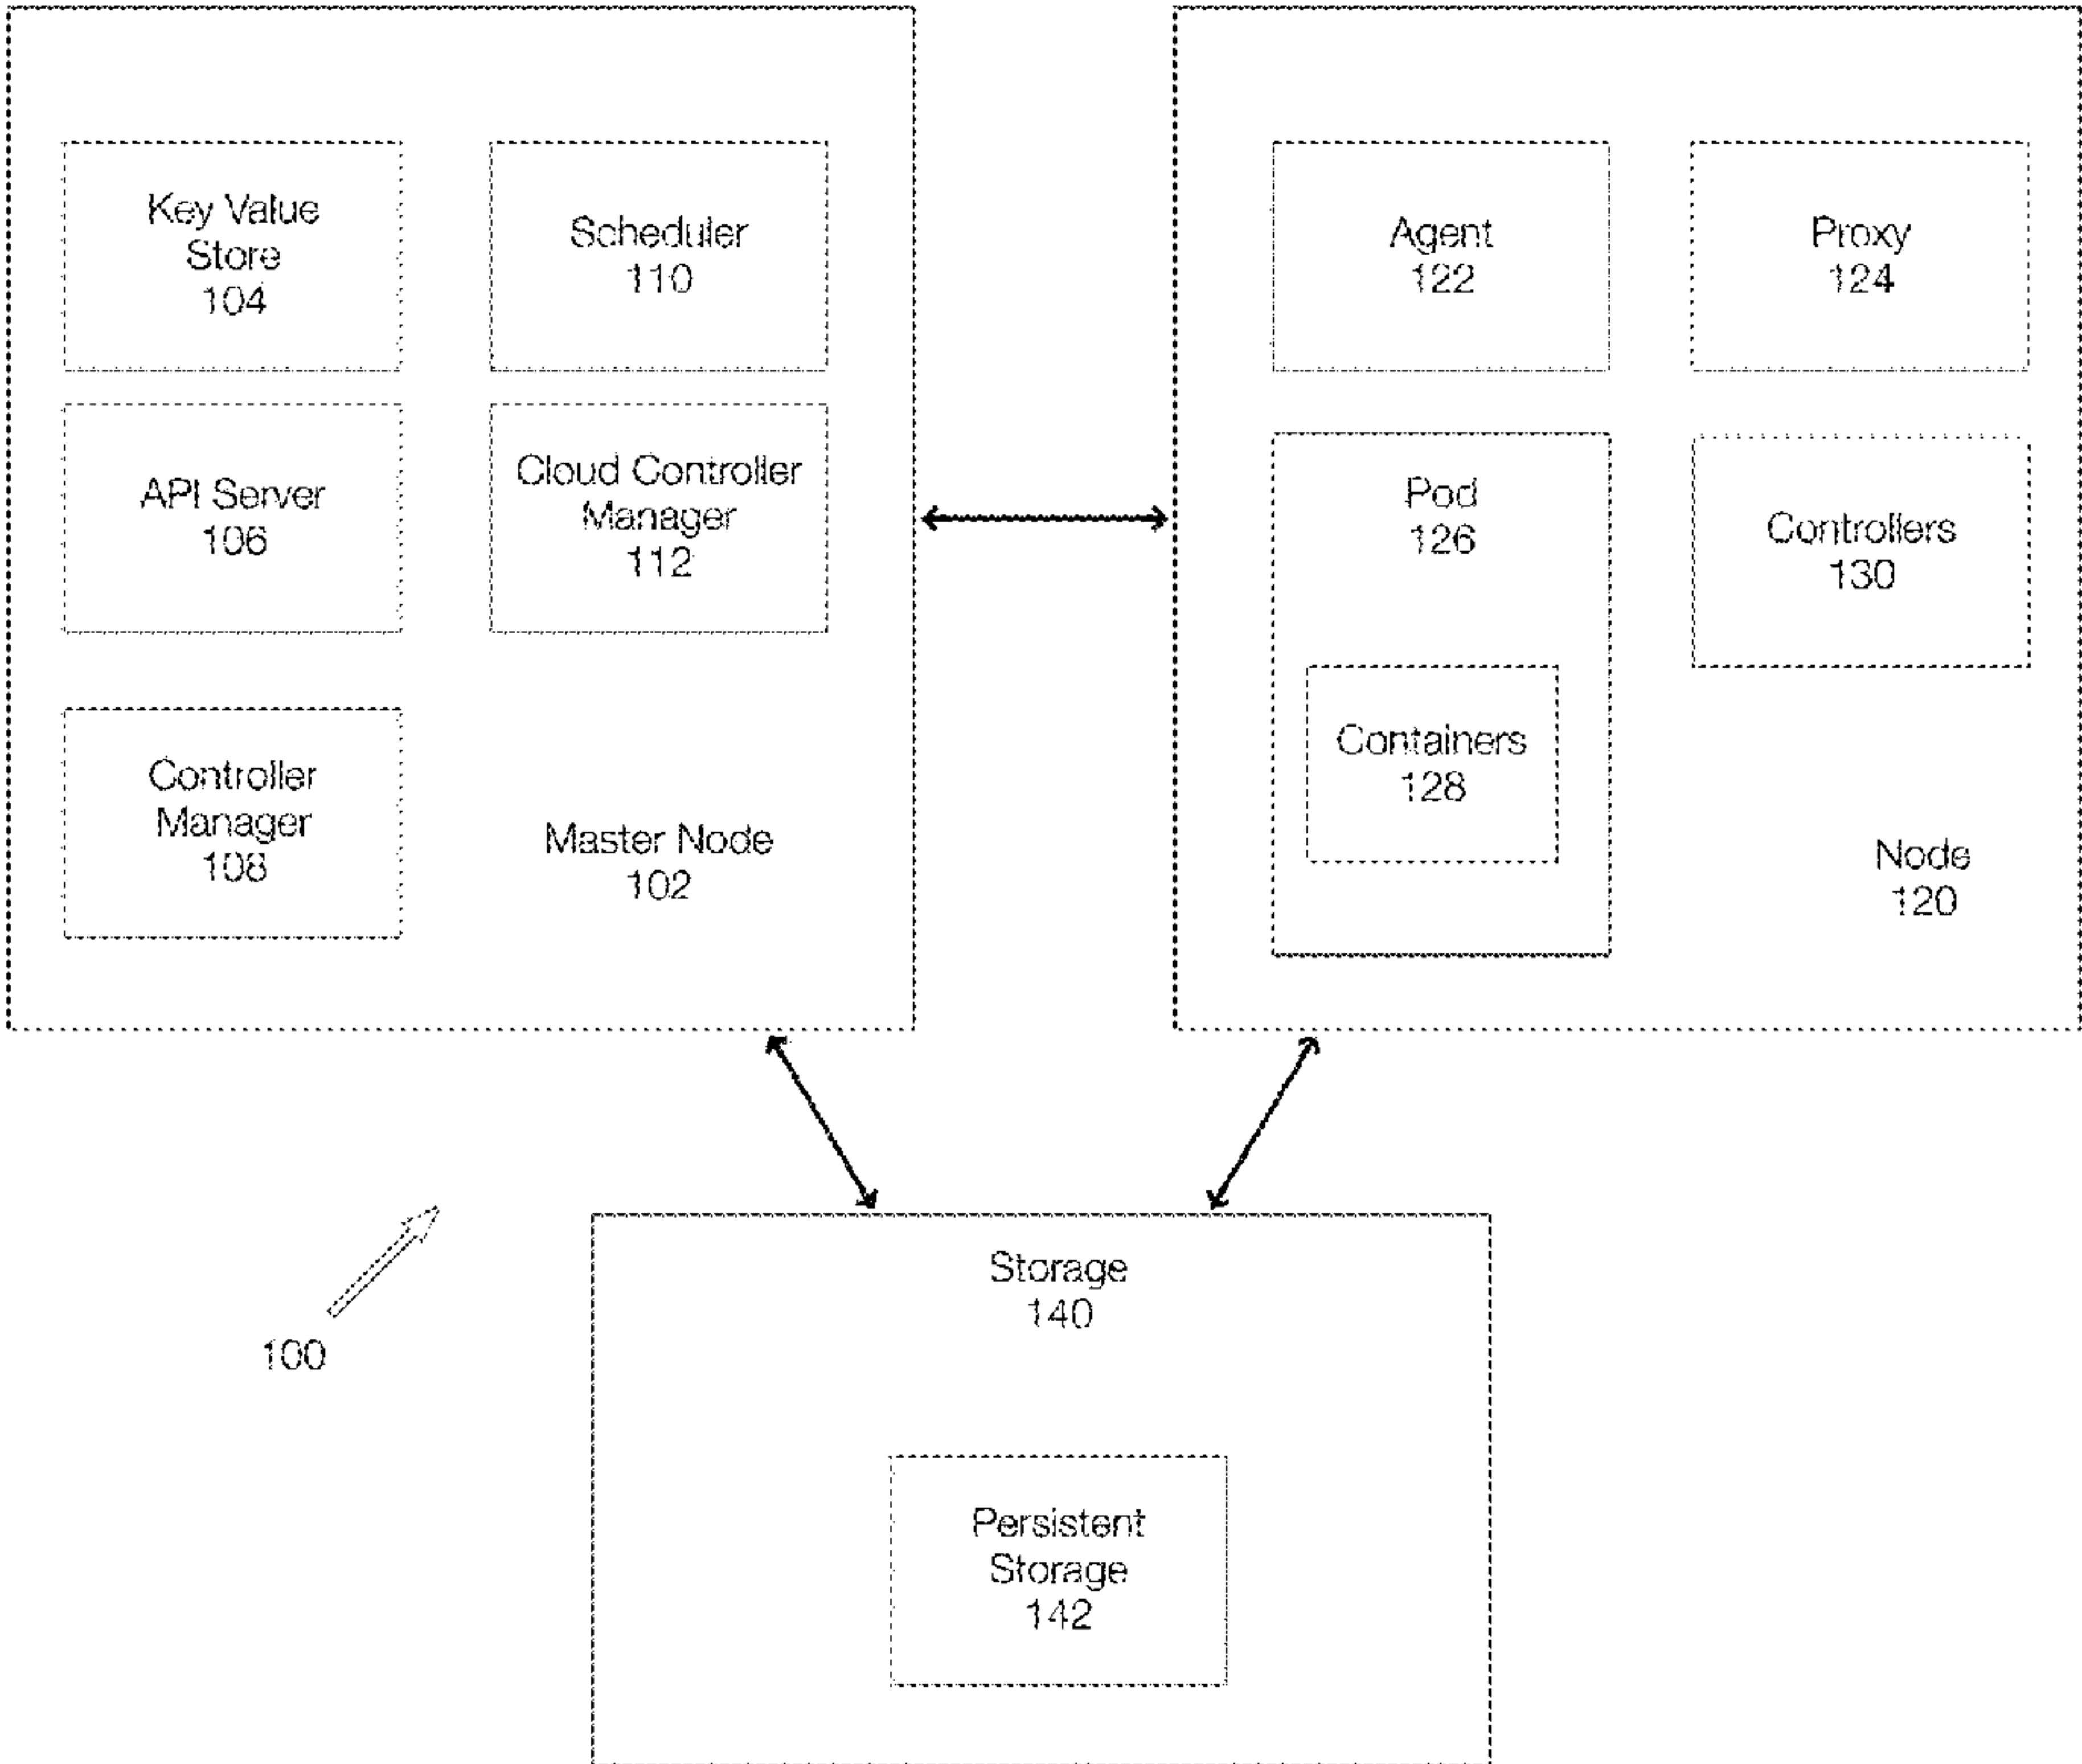 Key Value
Store
104
Scheduler
110
API Server
106
Cloud Controller
Manager
112
Controller
Manager
108
Master Node
102
Agent
122
Proxy
124
Pod
126
Controllers
130
Containers
128
Node
120
100
Storage
140
Persistent
Storage
142